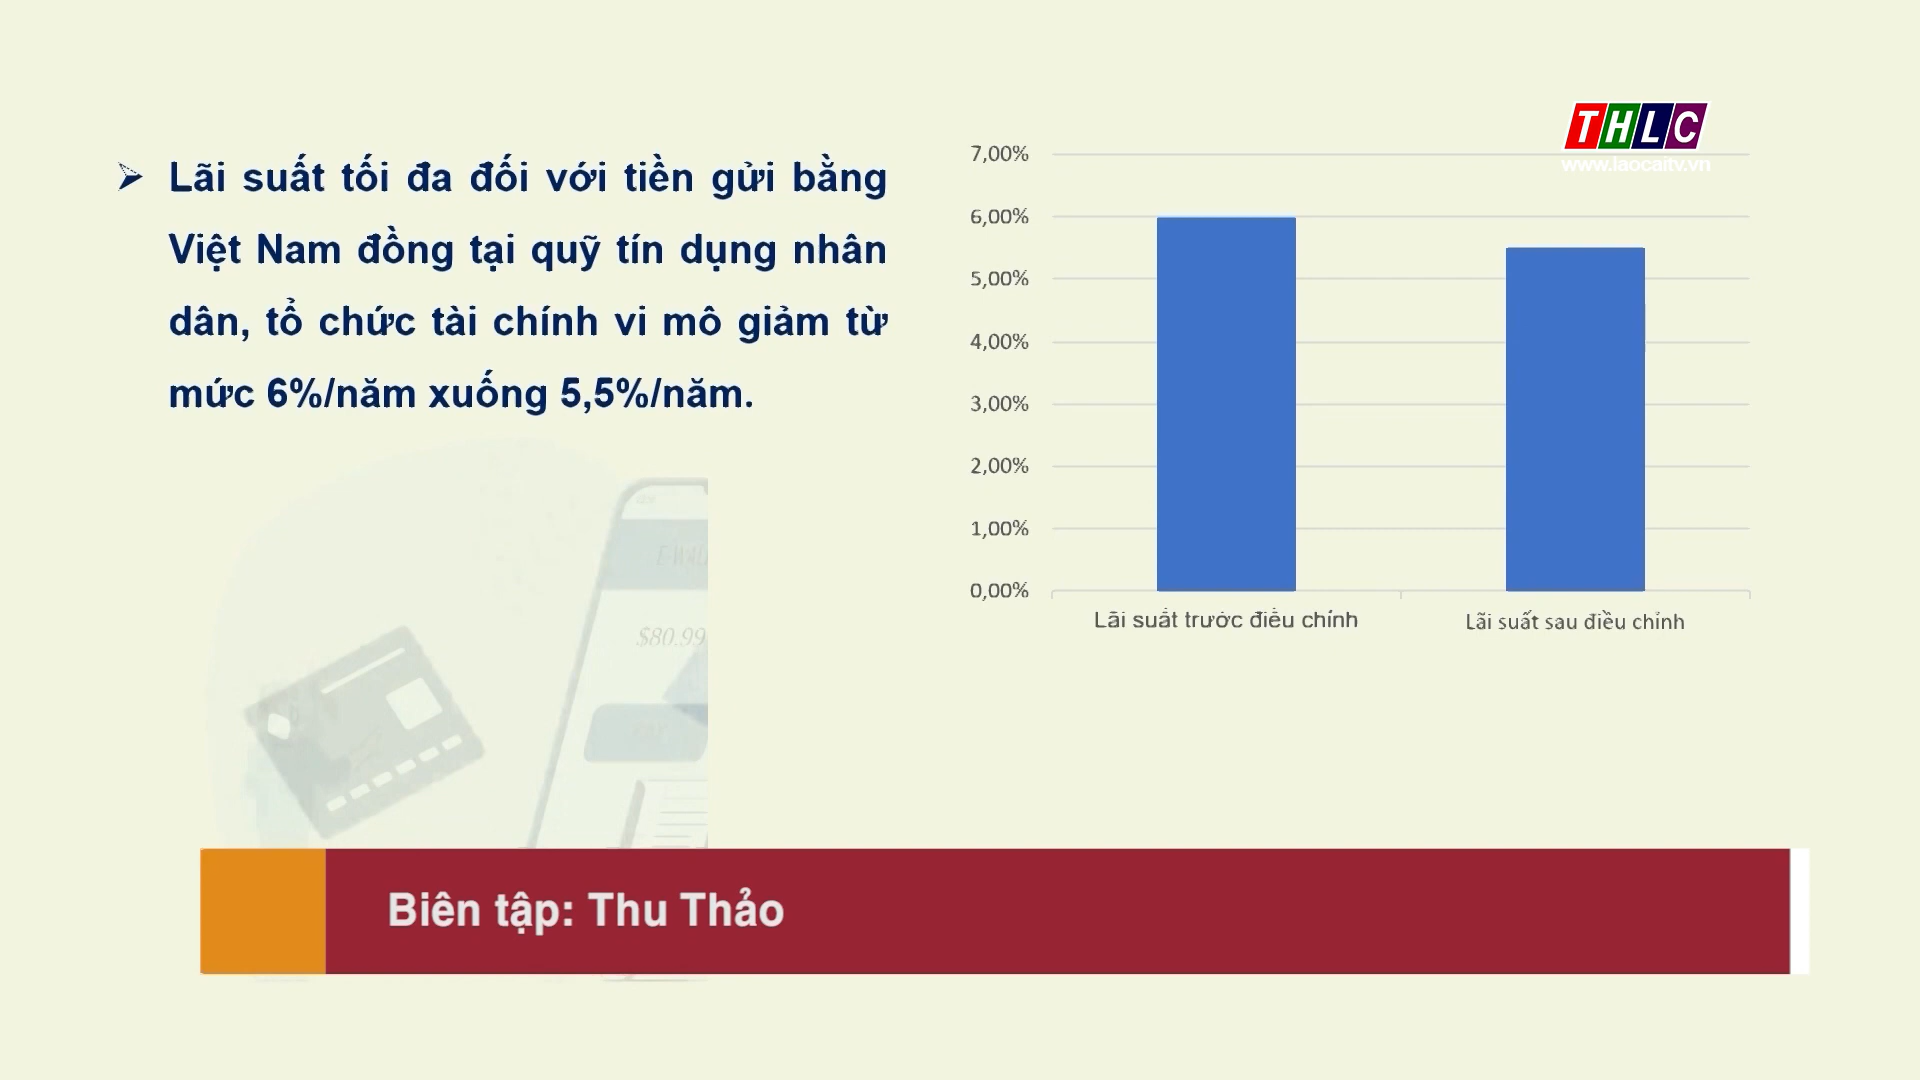 THLC
www.laocaitv.vn
➢ Lãi suất tối đa đối với tiền gửi bằng
Việt Nam đồng tại quỹ tín dụng nhân
dân, tổ chức tài chính vi mô giảm từ
mức 6%/năm xuống 5,5%/năm.
7,00%
6,00%
5,00%
4,00%
3,00%
2,00%
1,00%
0,00%
Lãi suất trước điều chỉnh
Lãi suất sau điều chỉnh
$80.99
Biên tập: Thu Thảo